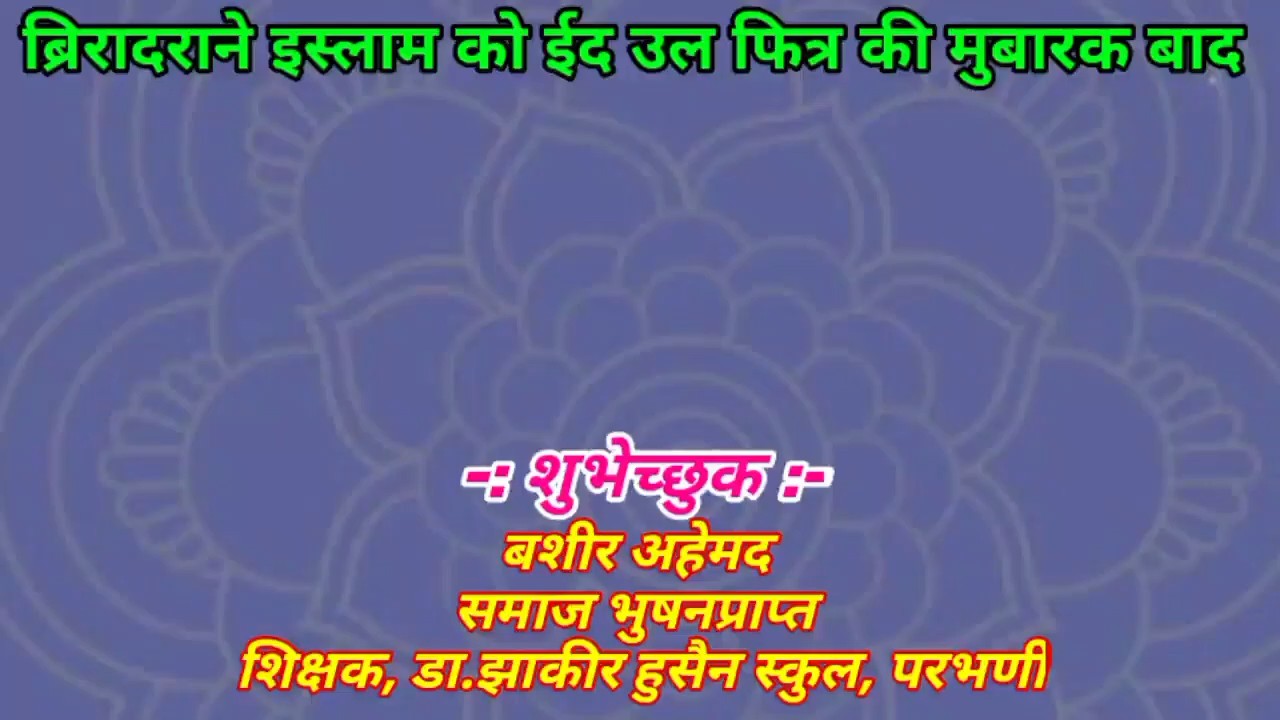 बिरादराने इस्लाम को ईद उल फित्र की मुबारक बाद
-: शुभेच्छुक :-
बशीर अहेमद
समाज भुषनप्राप्त
शिक्षक, डा.झाकीर हुसैन स्कुल, परभणी